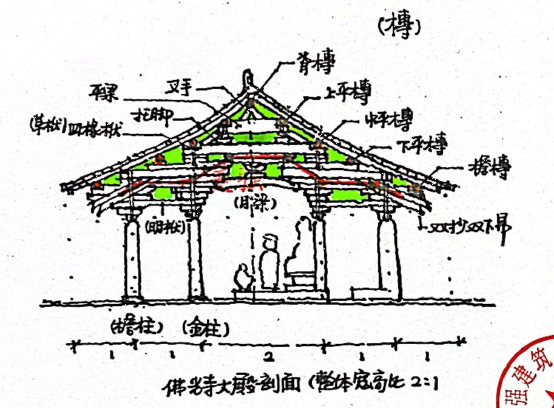 (槫)
脊槫
平梁
叉手
上平槫
托脚
(草栿)四椽栿
中平槫
下平槫
檐槫
(月梁)
(明栿)
双抄双下昂
(檐柱) (金柱)
1 1 2 1 1
佛光寺大殿剖面 (整体宽高比 2:1
强建筑